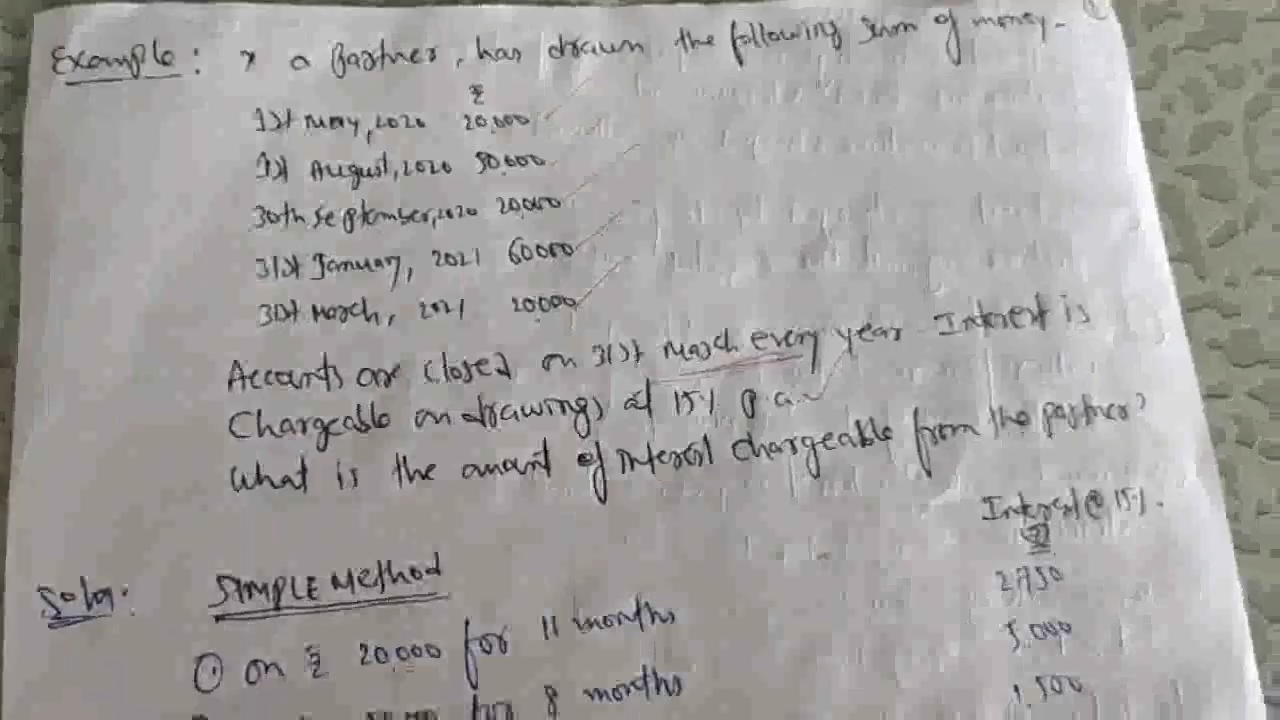 Example: X a partner, has drawn the following sum of money-
₹
1st May, 2020 20,000
1st August, 2020 50,000
30th September, 2020 20,000
31st January, 2021 60000
31st March, 2021 20,000
Accounts are closed on 31st March every year Interest is
Chargeable on drawings at 15% p.a.
What is the amount of interest chargeable from the partner?
Interest @ 15%.
₹
Soln: SIMPLE Method
① on ₹ 20,000 for 11 months 2,750
for 8 months 5,000
1,500